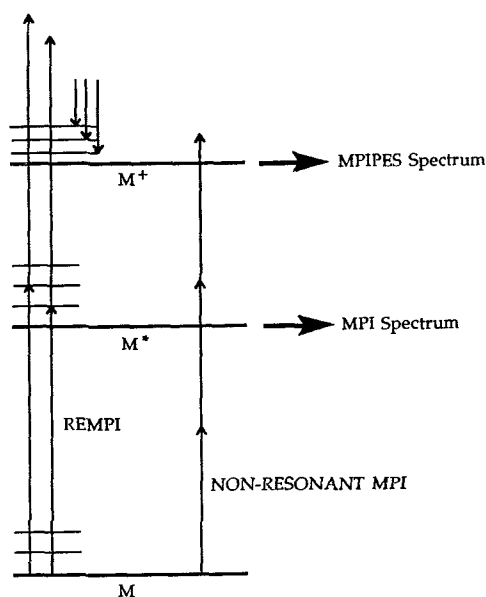 MPIPES Spectrum
M+
MPI Spectrum
M*
REMPI
NON-RESONANT MPI
M